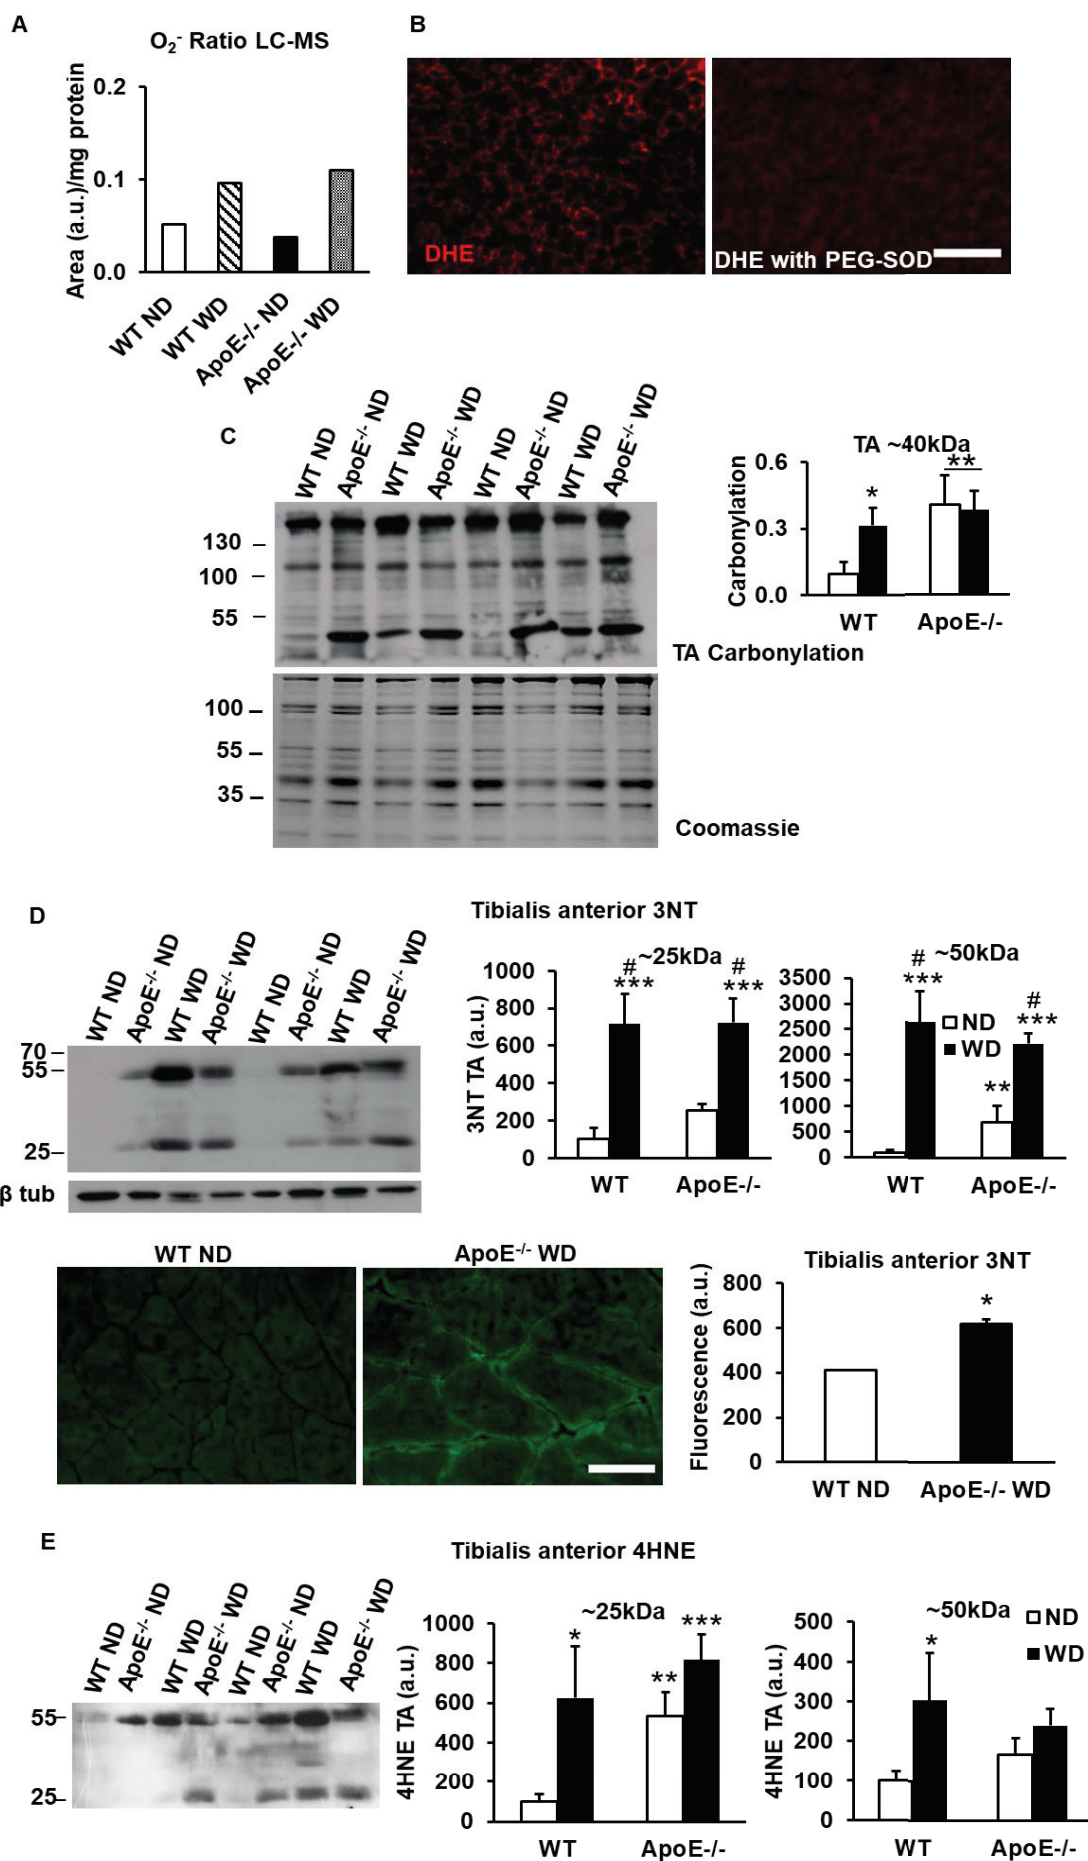 A
O₂⁻ Ratio LC-MS
Area (a.u.)/mg protein
0.2
0.1
0.0
WT ND
WT WD
ApoE-/- ND
ApoE-/- WD
B
DHE
DHE with PEG-SOD
C
WT ND
ApoE⁻/⁻ ND
WT WD
ApoE⁻/⁻ WD
WT ND
ApoE⁻/⁻ ND
WT WD
ApoE⁻/⁻ WD
130 –
100 –
55 –
TA Carbonylation
100 –
55 –
35 –
Coomassie
TA ~40kDa
Carbonylation
0.6
0.3
0.0
*
**
WT
ApoE-/-
D
WT ND
ApoE⁻/⁻ ND
WT WD
ApoE⁻/⁻ WD
WT ND
ApoE⁻/⁻ ND
WT WD
ApoE⁻/⁻ WD
70 –
55 –
25 –
β tub
Tibialis anterior 3NT
~25kDa
3NT TA (a.u.)
1000
800
600
400
200
0
#
***
#
***
WT
ApoE-/-
~50kDa
3500
3000
2500
2000
1500
1000
500
0
#
***
**
#
***
ND
WD
WT
ApoE-/-
WT ND
ApoE⁻/⁻ WD
Tibialis anterior 3NT
Fluorescence (a.u.)
800
600
400
200
0
*
WT ND
ApoE-/- WD
E
WT ND
ApoE⁻/⁻ ND
WT WD
ApoE⁻/⁻ WD
WT ND
ApoE⁻/⁻ ND
WT WD
ApoE⁻/⁻ WD
55–
25–
Tibialis anterior 4HNE
~25kDa
4HNE TA (a.u.)
1000
800
600
400
200
0
*
**
***
WT
ApoE-/-
~50kDa
4HNE TA (a.u.)
500
400
300
200
100
0
*
ND
WD
WT
ApoE-/-